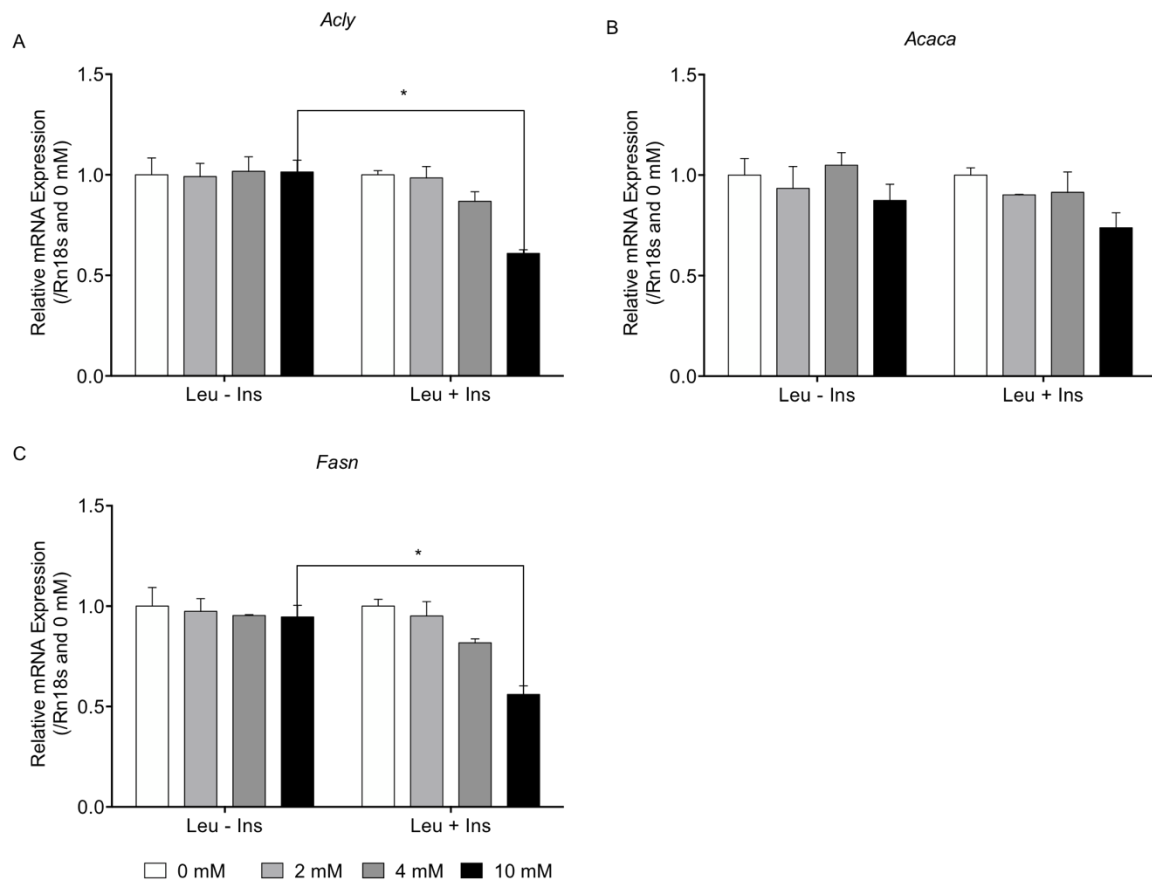 A
Acly
Relative mRNA Expression
(/Rn18s and 0 mM)
1.5
1.0
0.5
0.0
*
Leu - Ins
Leu + Ins
B
Acaca
Relative mRNA Expression
(/Rn18s and 0 mM)
1.5
1.0
0.5
0.0
Leu - Ins
Leu + Ins
C
Fasn
Relative mRNA Expression
(/Rn18s and 0 mM)
1.5
1.0
0.5
0.0
*
Leu - Ins
Leu + Ins
0 mM
2 mM
4 mM
10 mM